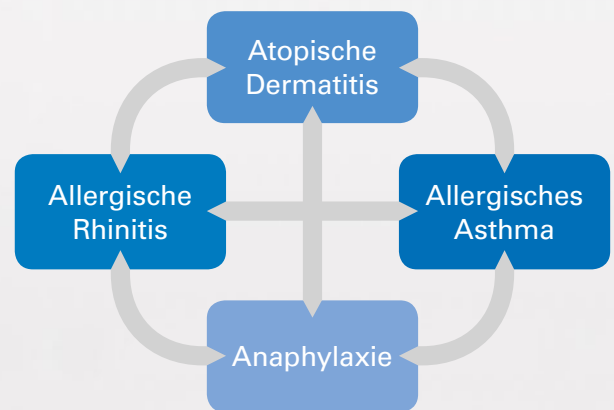 Atopische
Dermatitis
Allergische
Rhinitis
Allergisches
Asthma
Anaphylaxie